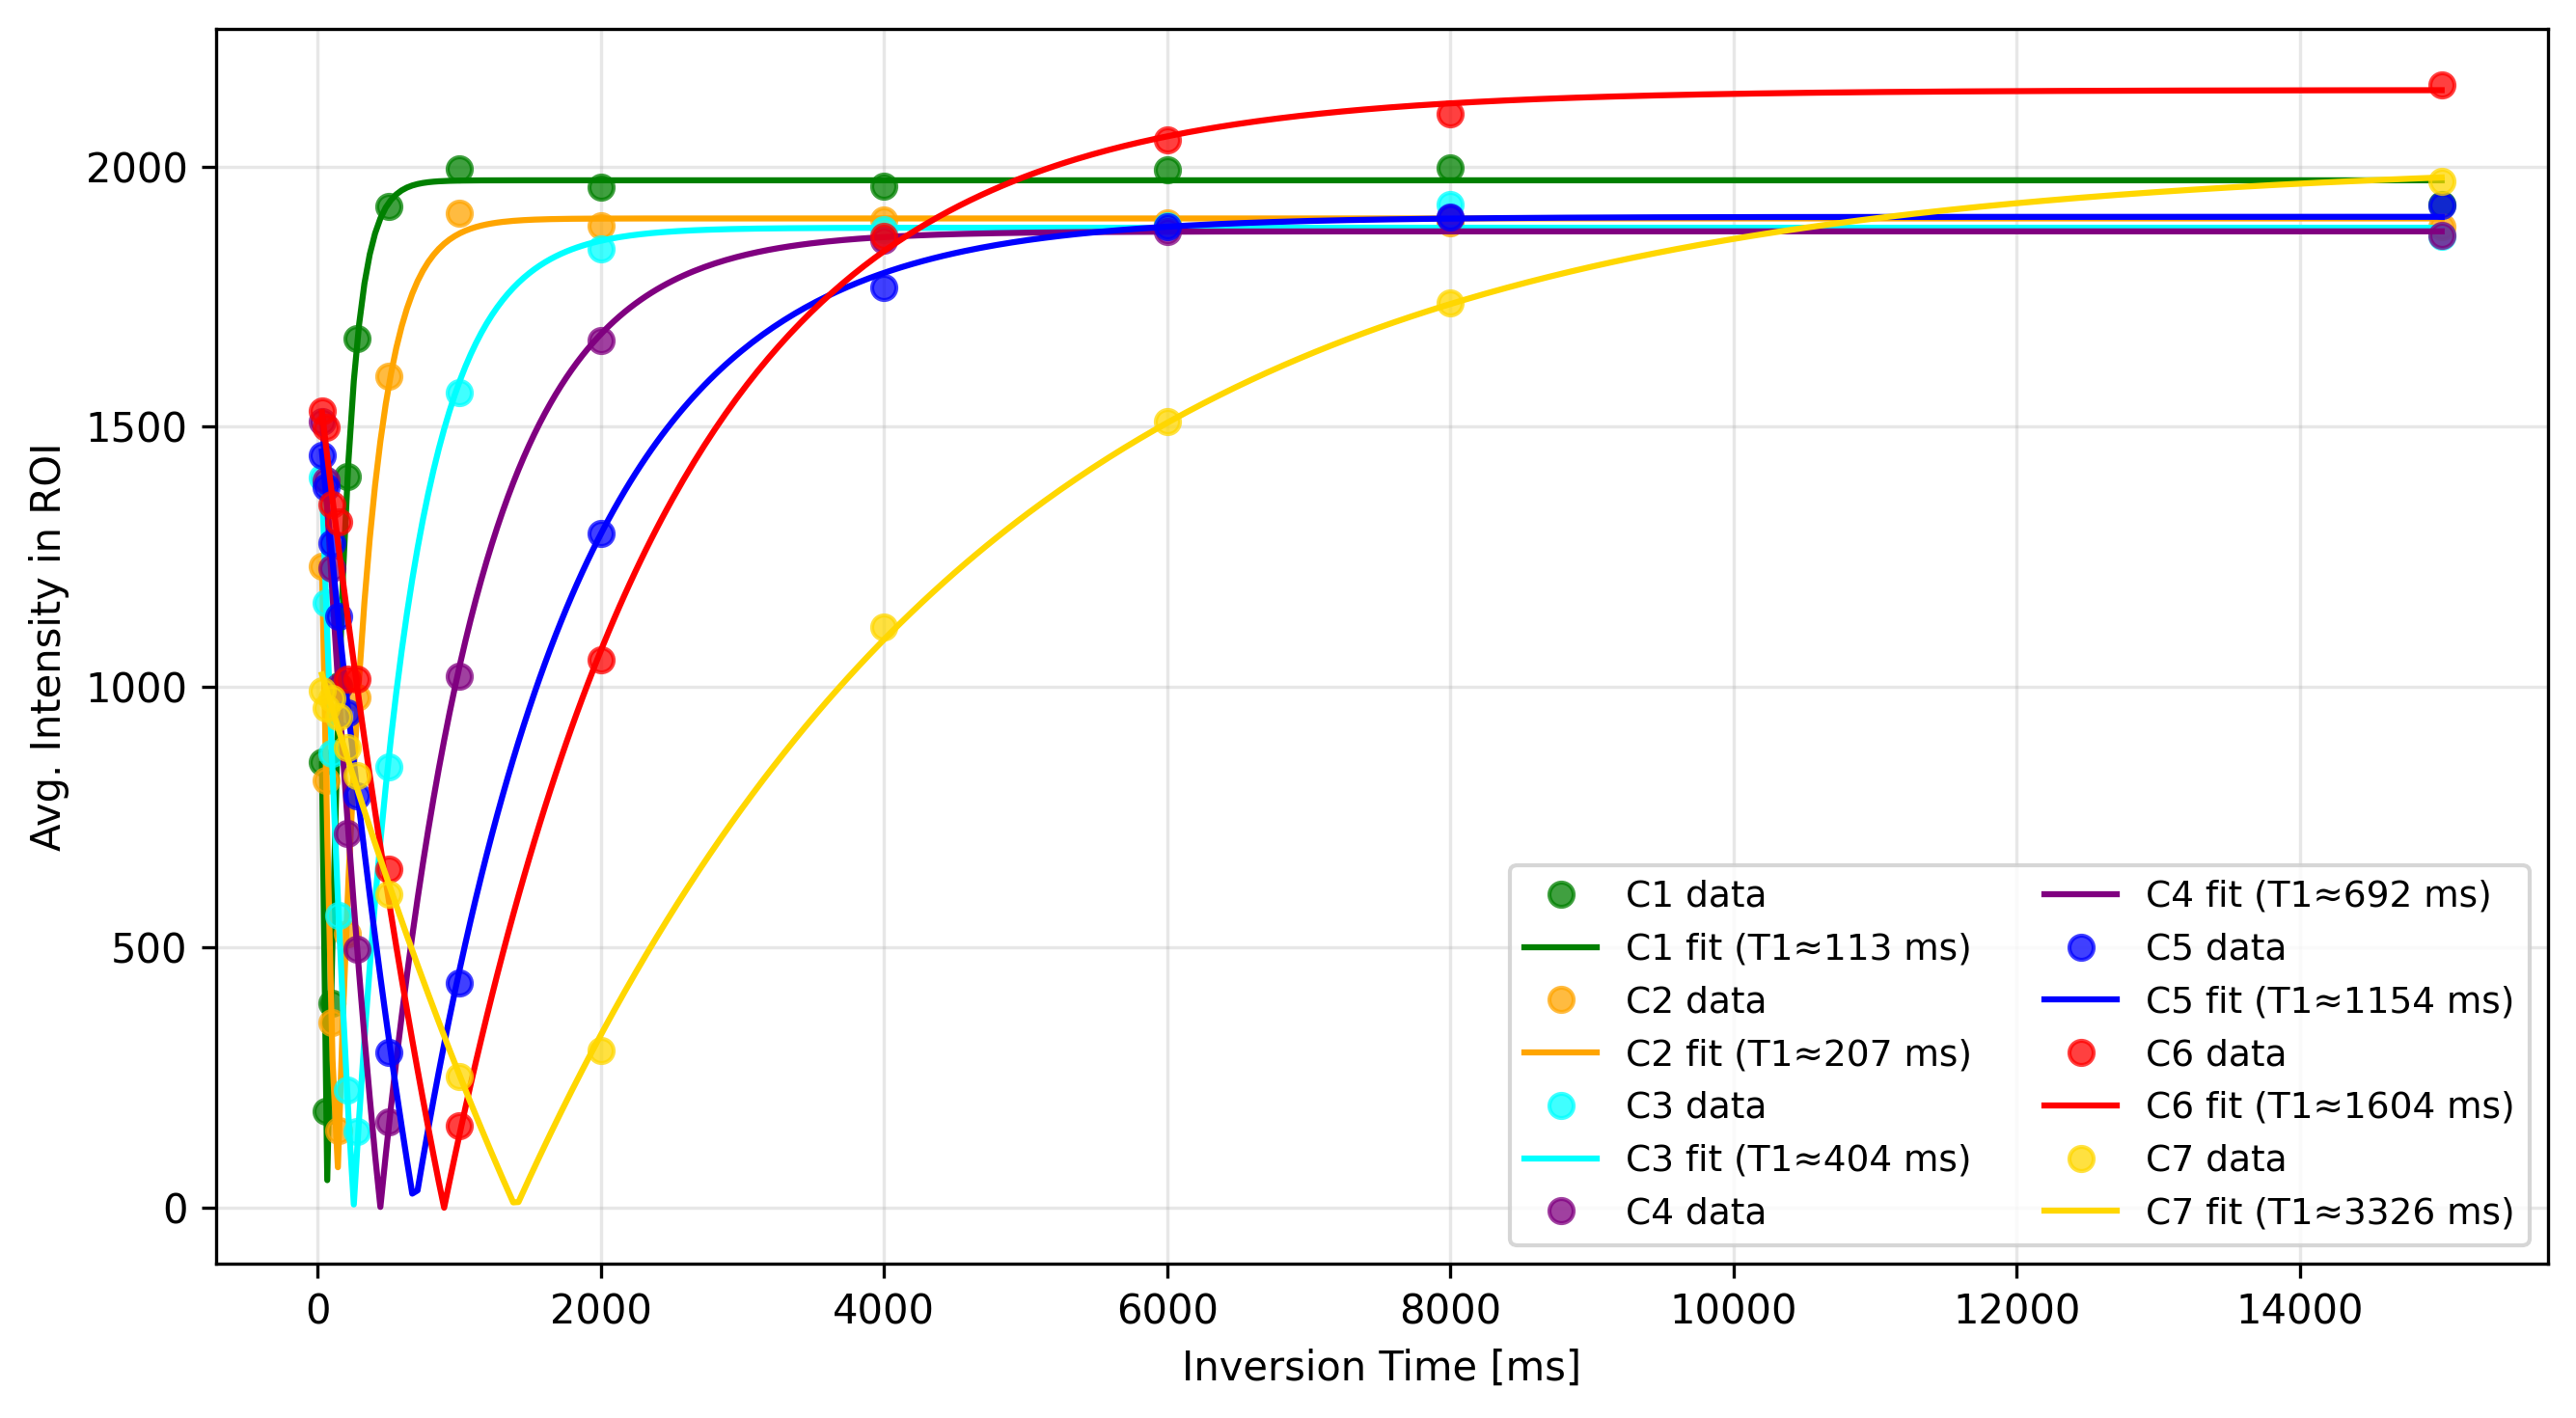 2000
1500
1000
500
0
Avg. Intensity in ROI
C1 data
C1 fit (T1≈113 ms)
C2 data
C2 fit (T1≈207 ms)
C3 data
C3 fit (T1≈404 ms)
C4 data
C4 fit (T1≈692 ms)
C5 data
C5 fit (T1≈1154 ms)
C6 data
C6 fit (T1≈1604 ms)
C7 data
C7 fit (T1≈3326 ms)
0 2000 4000 6000 8000 10000 12000 14000
Inversion Time [ms]